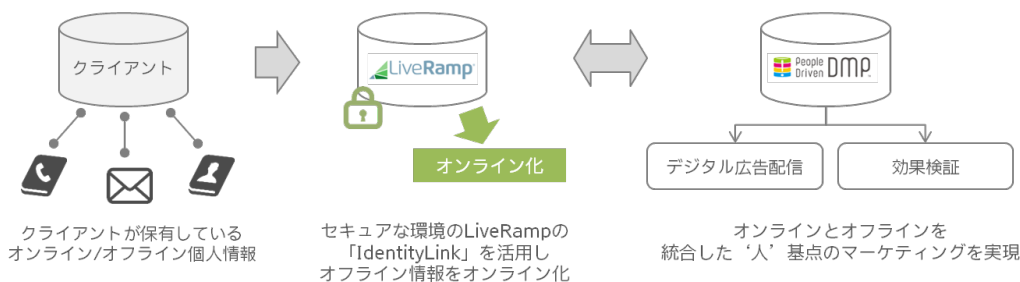 クライアント
LiveRamp
People
Driven DMP
オンライン化
デジタル広告配信
効果検証
クライアントが保有している
オンライン/オフライン個人情報
セキュアな環境のLiveRampの
「IdentityLink」を活用し
オフライン情報をオンライン化
オンラインとオフラインを
統合した‘人’基点のマーケティングを実現